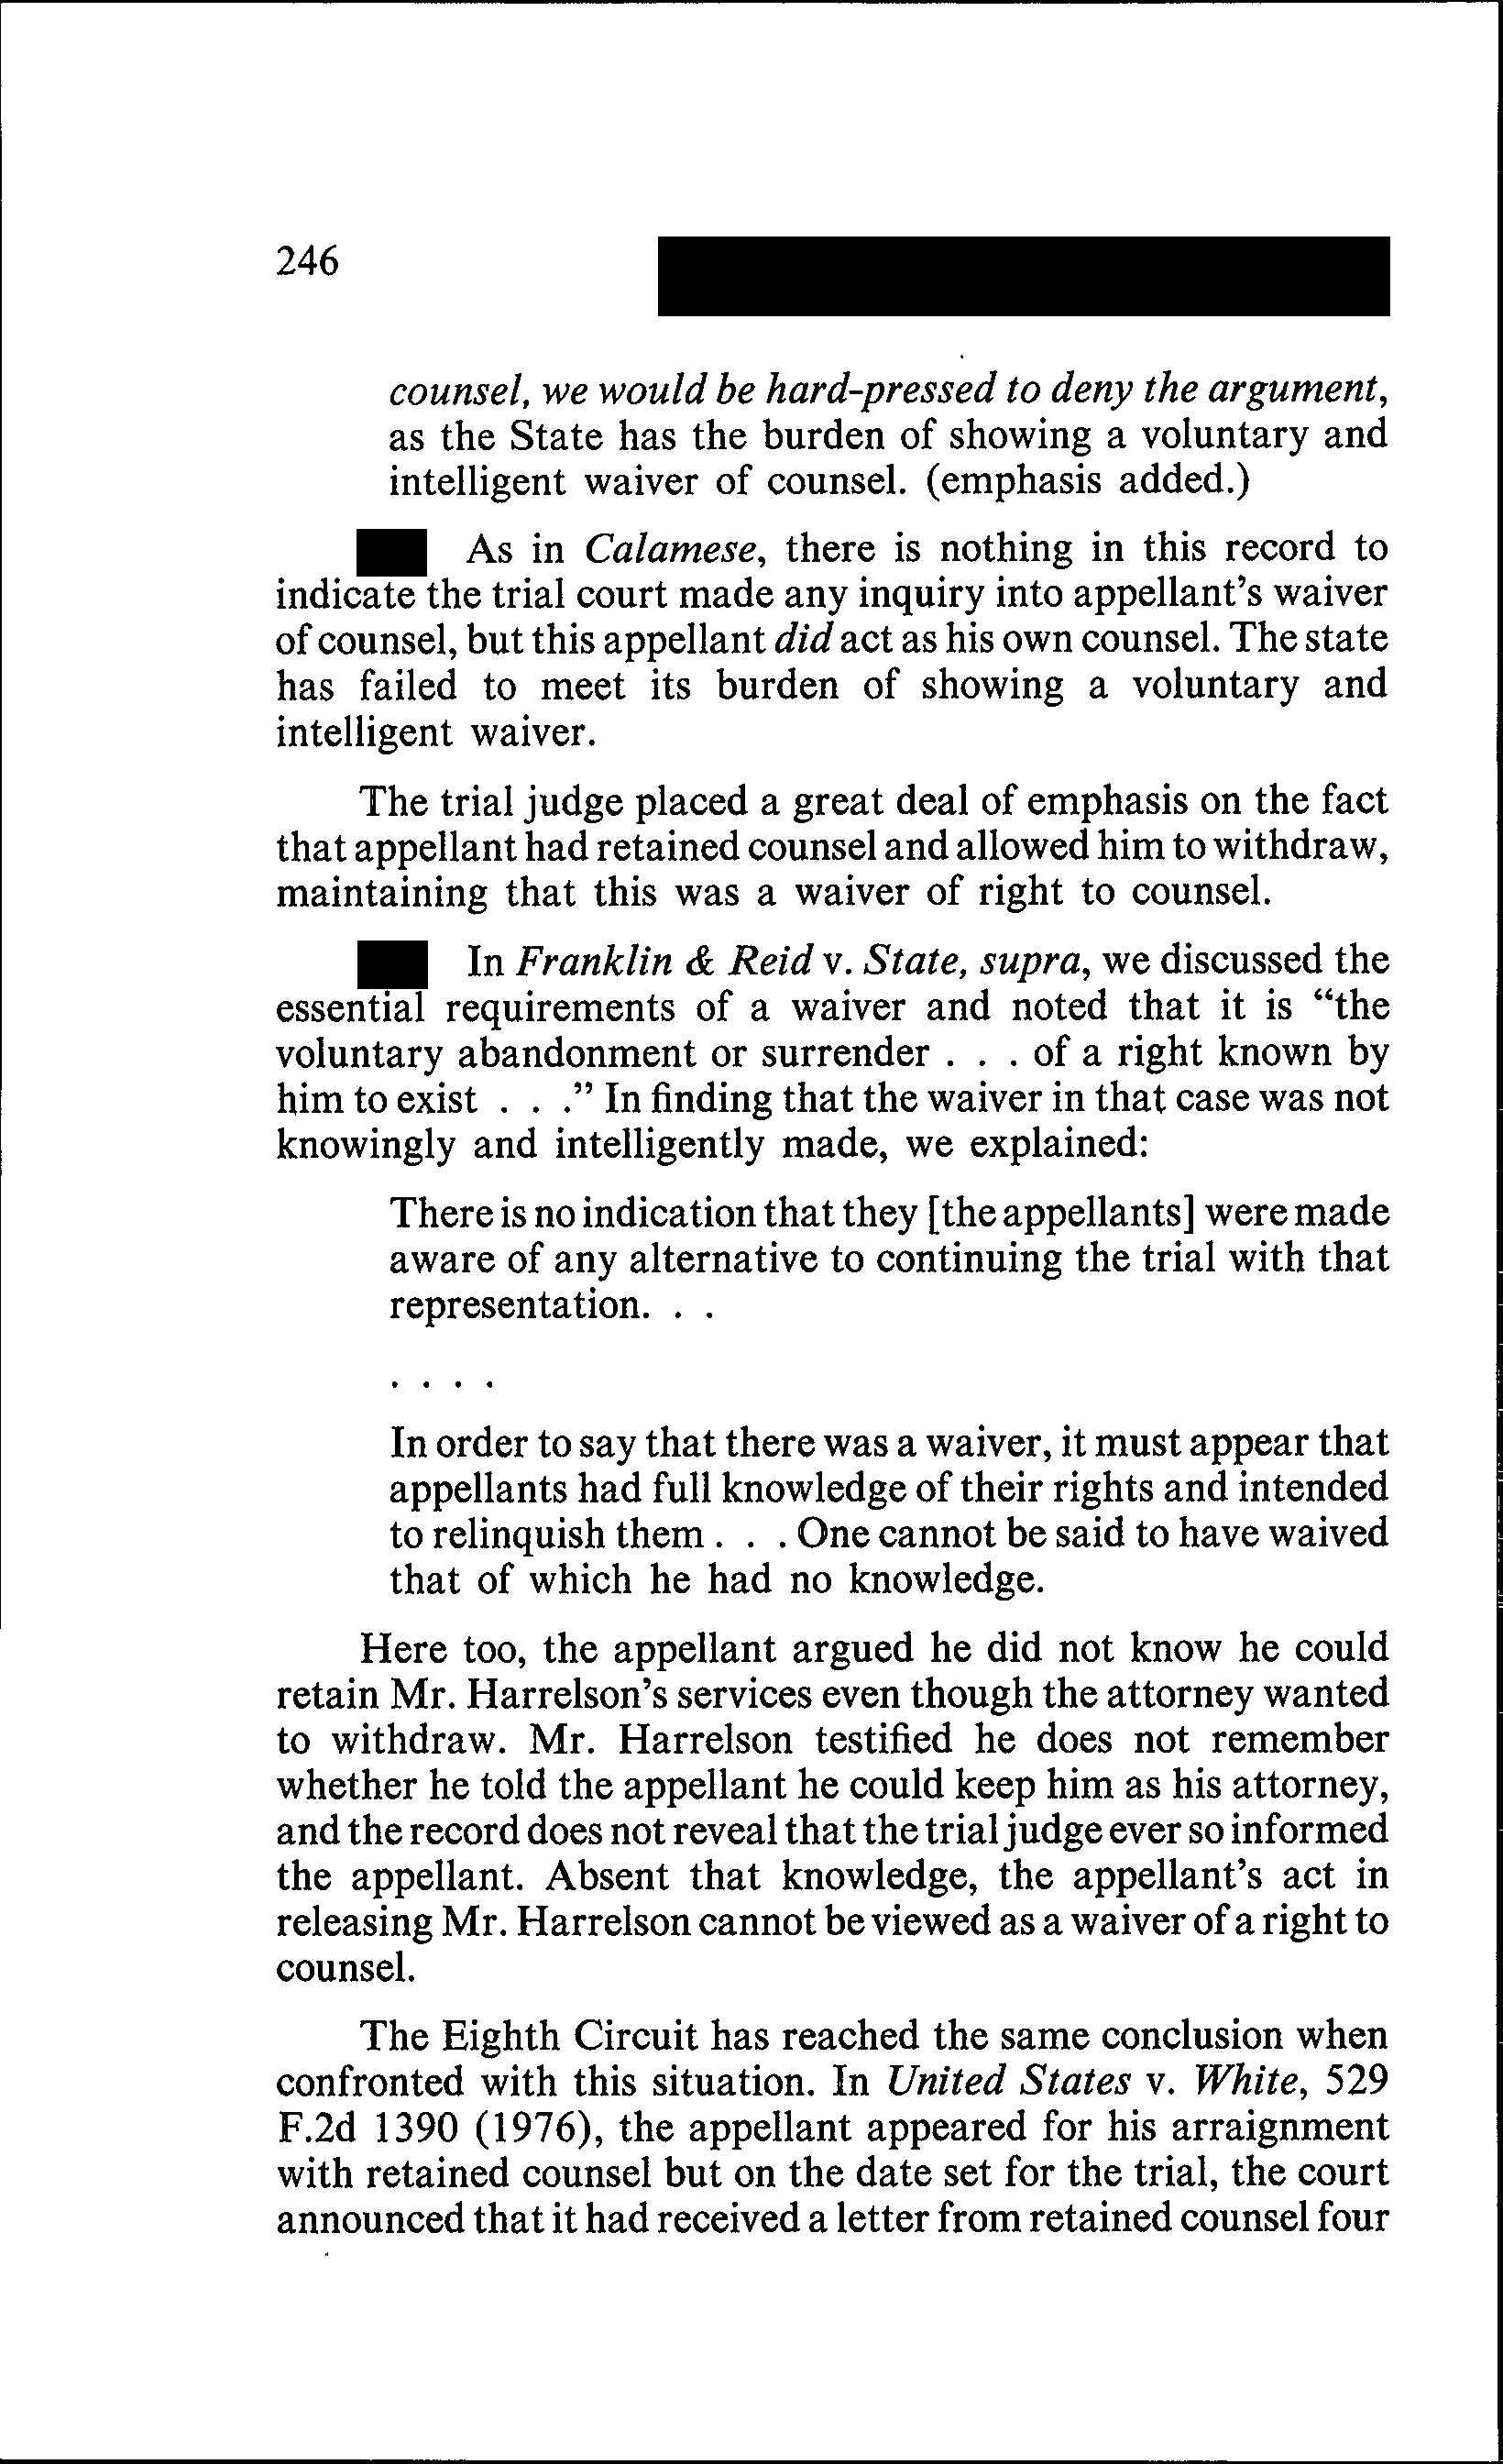 246
counsel, we would be hard-pressed to deny the argument,
as the State has the burden of showing a voluntary and
intelligent waiver of counsel. (emphasis added.)
As in Calamese, there is nothing in this record to
indicate the trial court made any inquiry into appellant's waiver
of counsel, but this appellant did act as his own counsel. The state
has failed to meet its burden of showing a voluntary and
intelligent waiver.
The trial judge placed a great deal of emphasis on the fact
that appellant had retained counsel and allowed him to withdraw,
maintaining that this was a waiver of right to counsel.
In Franklin & Reid v. State, supra, we discussed the
essential requirements of a waiver and noted that it is “the
voluntary abandonment or surrender . . . of a right known by
him to exist . . .” In finding that the waiver in that case was not
knowingly and intelligently made, we explained:
There is no indication that they [the appellants] were made
aware of any alternative to continuing the trial with that
representation. . .
. . . .
In order to say that there was a waiver, it must appear that
appellants had full knowledge of their rights and intended
to relinquish them . . . One cannot be said to have waived
that of which he had no knowledge.
Here too, the appellant argued he did not know he could
retain Mr. Harrelson's services even though the attorney wanted
to withdraw. Mr. Harrelson testified he does not remember
whether he told the appellant he could keep him as his attorney,
and the record does not reveal that the trial judge ever so informed
the appellant. Absent that knowledge, the appellant's act in
releasing Mr. Harrelson cannot be viewed as a waiver of a right to
counsel.
The Eighth Circuit has reached the same conclusion when
confronted with this situation. In United States v. White, 529
F.2d 1390 (1976), the appellant appeared for his arraignment
with retained counsel but on the date set for the trial, the court
announced that it had received a letter from retained counsel four